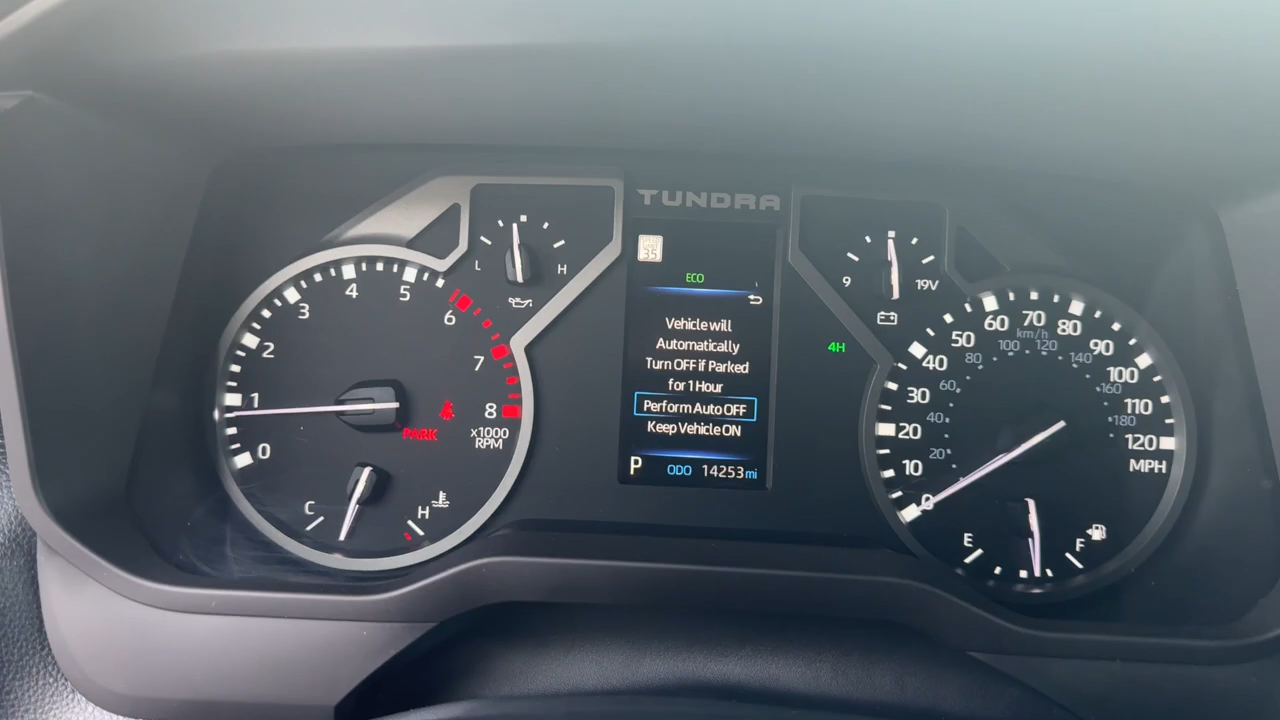 TUNDRA
L
H
9
19V
0
1
2
3
4
5
6
7
8
x1000
RPM
PARK
C
H
35
ECO
Vehicle will
Automatically
Turn OFF if Parked
for 1 Hour
Perform Auto OFF
Keep Vehicle ON
P ODO 14253 mi
4H
0
10
20
30
40
50
60
70
80
90
100
110
120
MPH
km/h
20
40
60
80
100
120
140
160
180
E
F